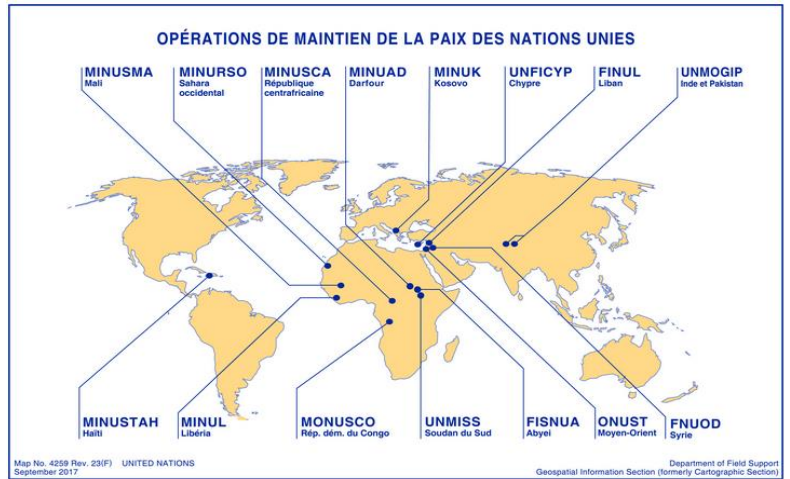 OPÉRATIONS DE MAINTIEN DE LA PAIX DES NATIONS UNIES
MINUSMA
Mali
MINURSO
Sahara
occidental
MINUSCA
République
centrafricaine
MINUAD
Darfour
MINUK
Kosovo
UNFICYP
Chypre
FINUL
Liban
UNMOGIP
Inde et Pakistan
MINUSTAH
Haïti
MINUL
Libéria
MONUSCO
Rép. dém. du Congo
UNMISS
Soudan du Sud
FISNUA
Abyei
ONUST
Moyen-Orient
FNUOD
Syrie
Map No. 4259 Rev. 23(F) UNITED NATIONS
September 2017
Department of Field Support
Geospatial Information Section (formerly Cartographic Section)